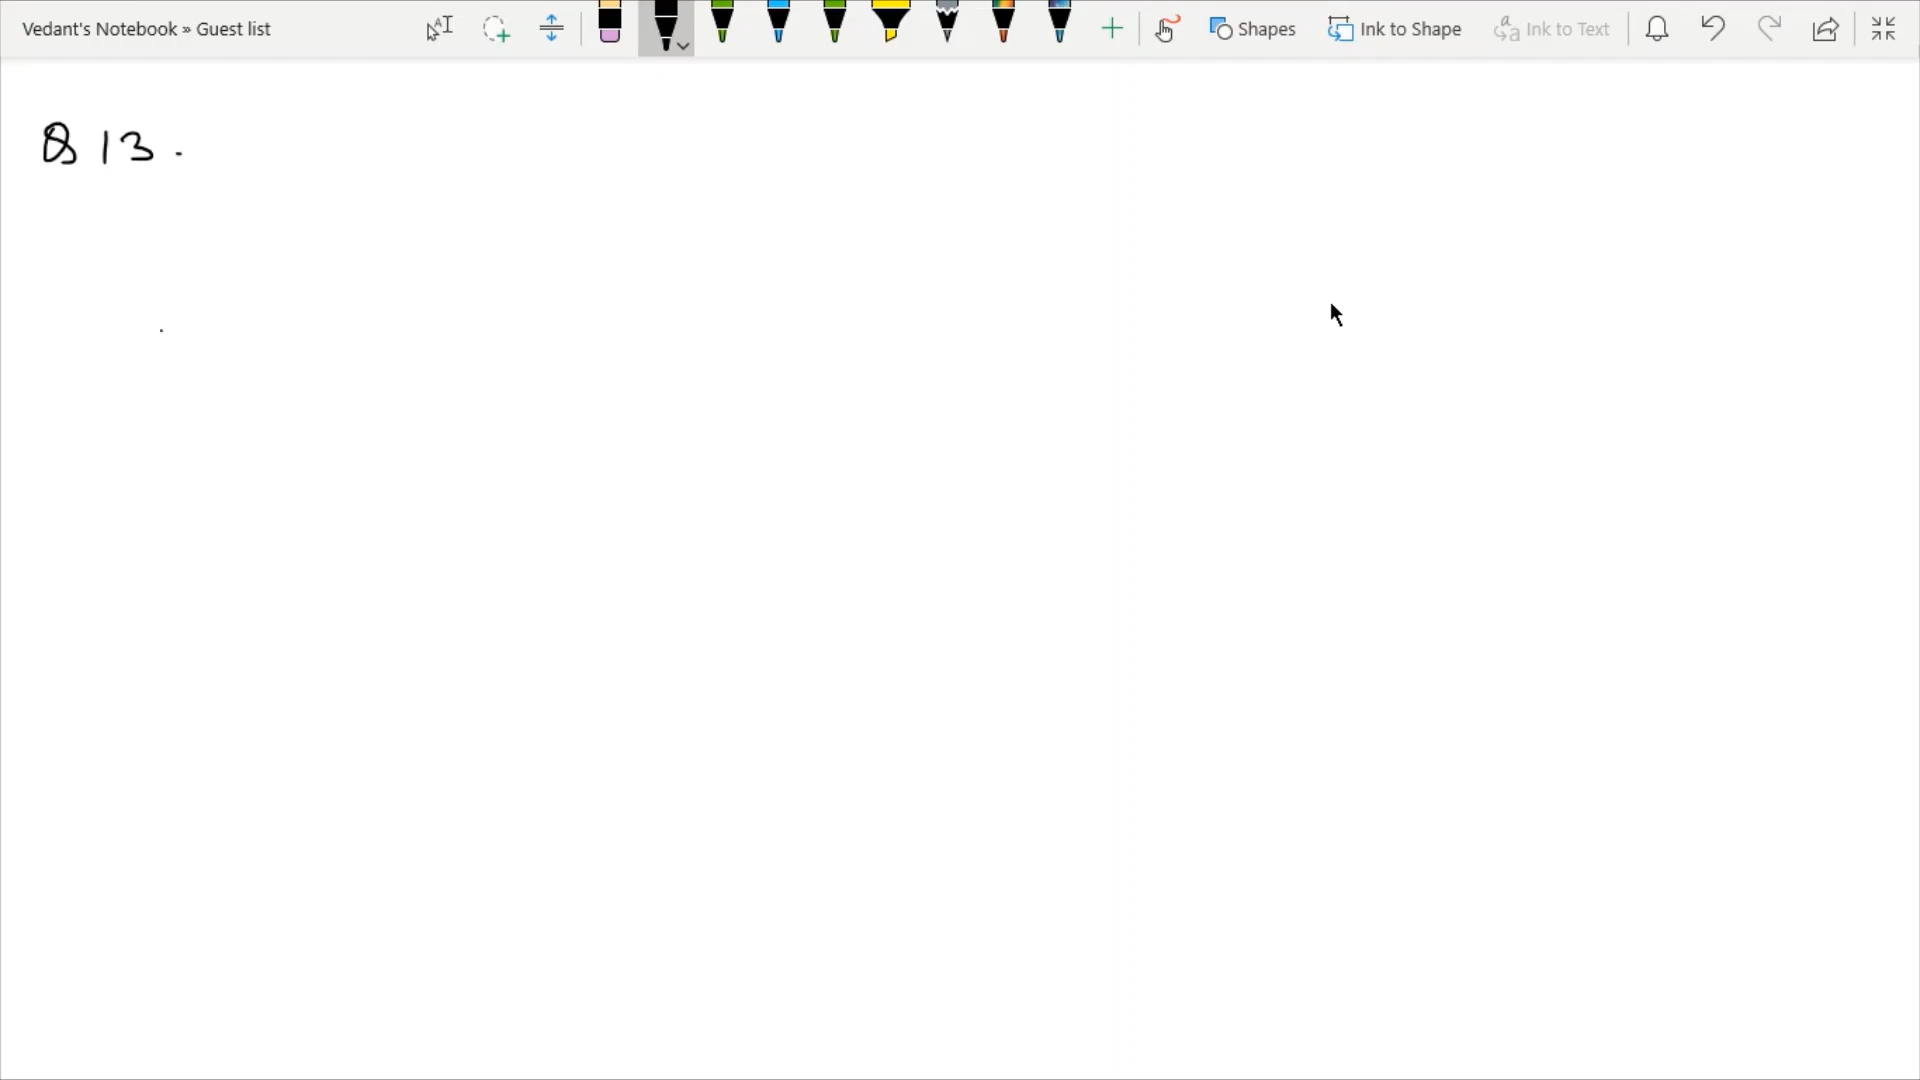 Vedant's Notebook » Guest list
Shapes
Ink to Shape
Ink to Text
Q 13.